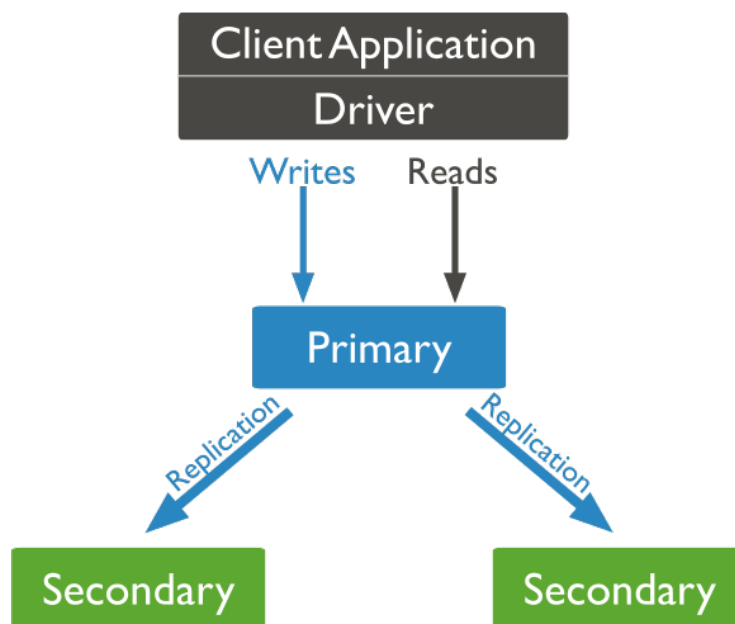 Client Application
Driver
Writes
Reads
Primary
Replication
Replication
Secondary
Secondary